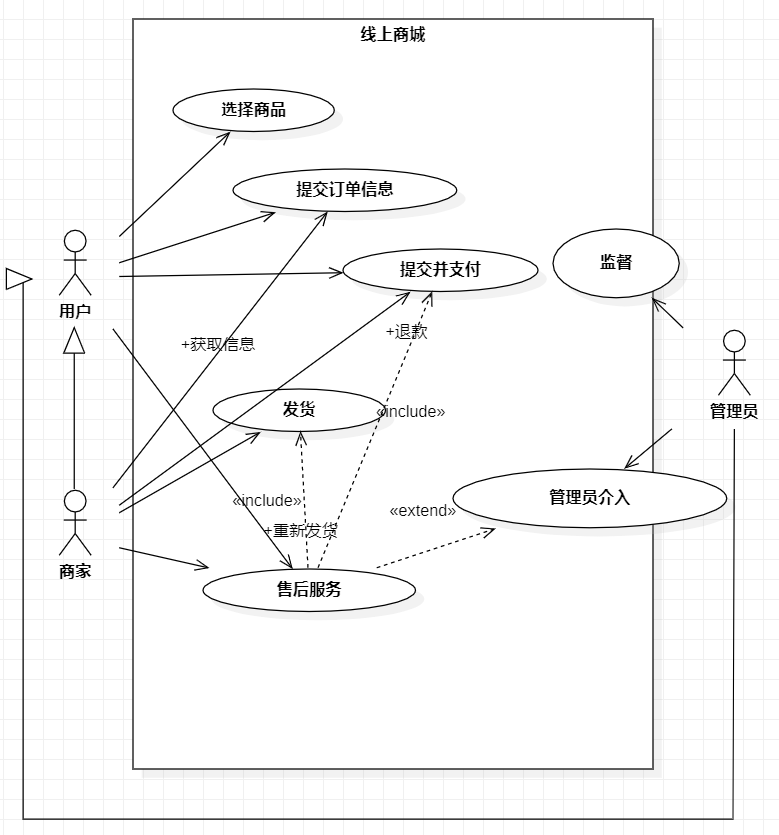 线上商城
选择商品
提交订单信息
监督
提交并支付
用户
+退款
+获取信息
发货
«include»
管理员
管理员介入
«include»
«extend»
+重新发货
商家
售后服务